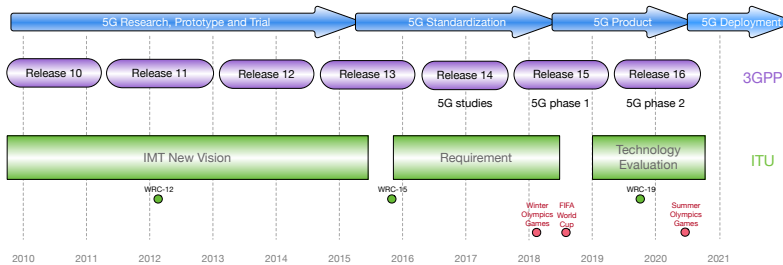 5G Research, Prototype and Trial 5G Standardization 5G Product 5G Deployment
Release 10 Release 11 Release 12 Release 13 Release 14 Release 15 Release 16 3GPP
5G studies 5G phase 1 5G phase 2
IMT New Vision Requirement Technology Evaluation ITU
WRC-12 WRC-15 WRC-19
Winter Olympics Games FIFA World Cup Summer Olympics Games
2010 2011 2012 2013 2014 2015 2016 2017 2018 2019 2020 2021